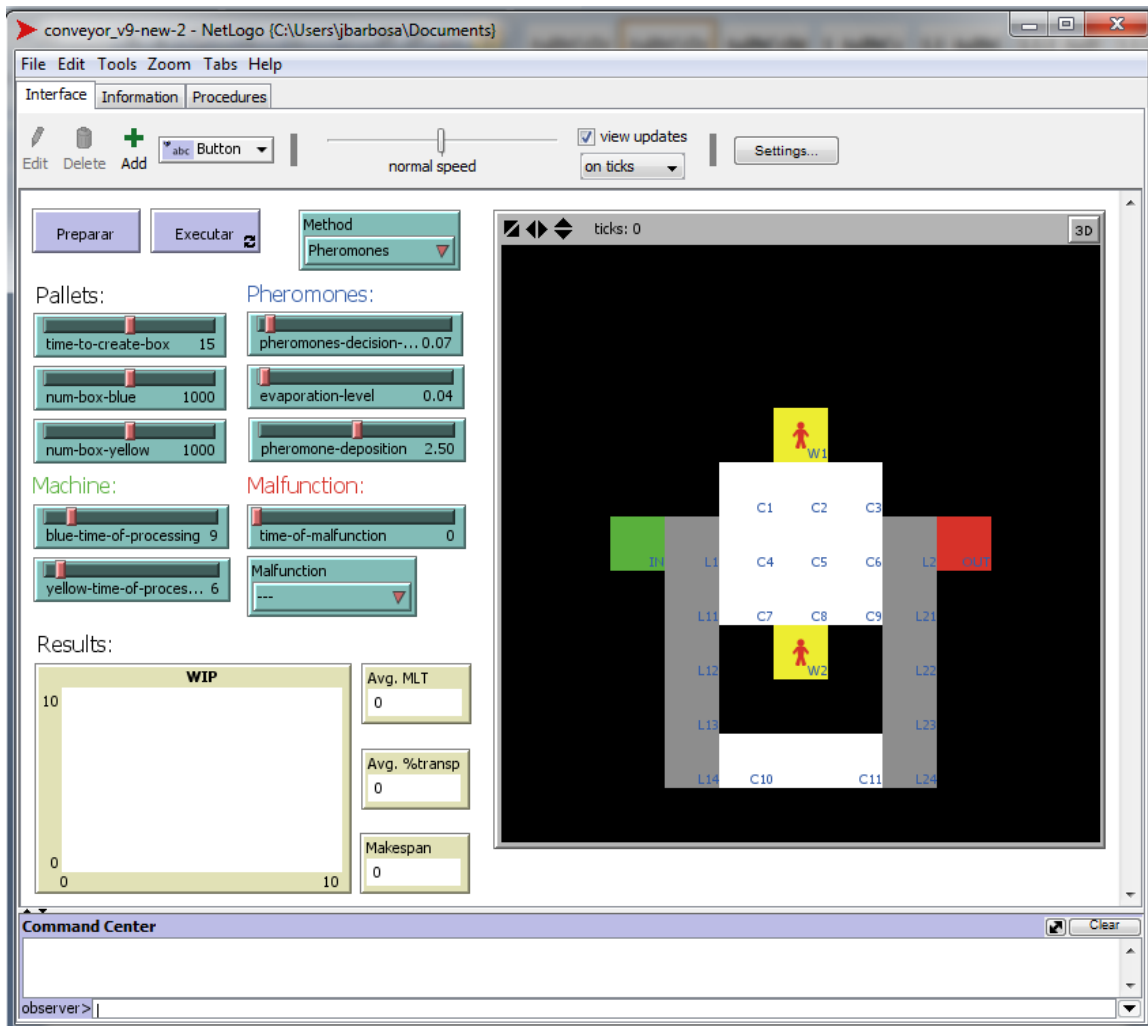 conveyor_v9-new-2 - NetLogo {C:\Users\jbarbosa\Documents}
File Edit Tools Zoom Tabs Help
Interface Information Procedures
Edit Delete Add abc Button normal speed view updates on ticks Settings...
Preparar Executar
Method
Pheromones
Pallets:
time-to-create-box 15
num-box-blue 1000
num-box-yellow 1000
Pheromones:
pheromones-decision-... 0.07
evaporation-level 0.04
pheromone-deposition 2.50
Machine:
blue-time-of-processing 9
yellow-time-of-proces... 6
Malfunction:
time-of-malfunction 0
Malfunction
---
Results:
WIP
10
0
0 10
Avg. MLT
0
Avg. %transp
0
Makespan
0
ticks: 0 3D
W1
C1 C2 C3
IN L1 C4 C5 C6 L2 OUT
L11 C7 C8 C9 L21
L12 W2 L22
L13 L23
L14 C10 C11 L24
Command Center Clear
observer>